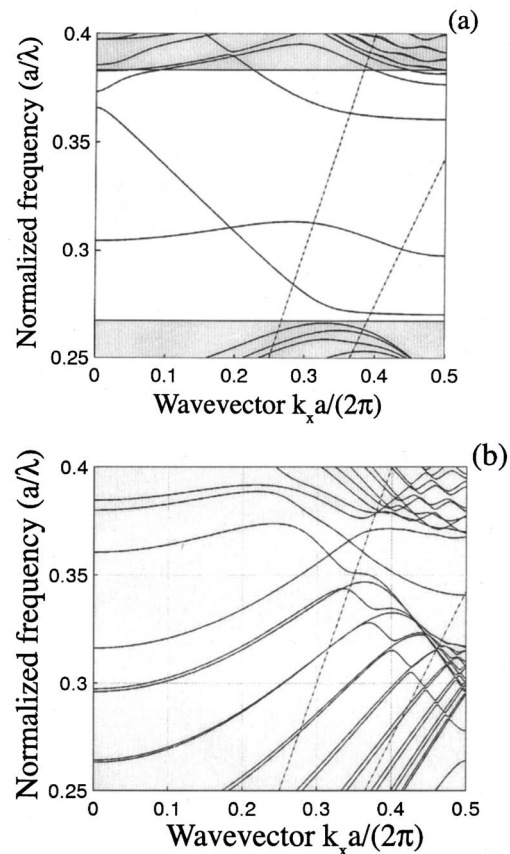 (a)
Normalized frequency (a/λ)
0.4
0.35
0.3
0.25
0 0.1 0.2 0.3 0.4 0.5
Wavevector kₓa/(2π)
(b)
Normalized frequency (a/λ)
0.4
0.35
0.3
0.25
0 0.1 0.2 0.3 0.4 0.5
Wavevector kₓa/(2π)